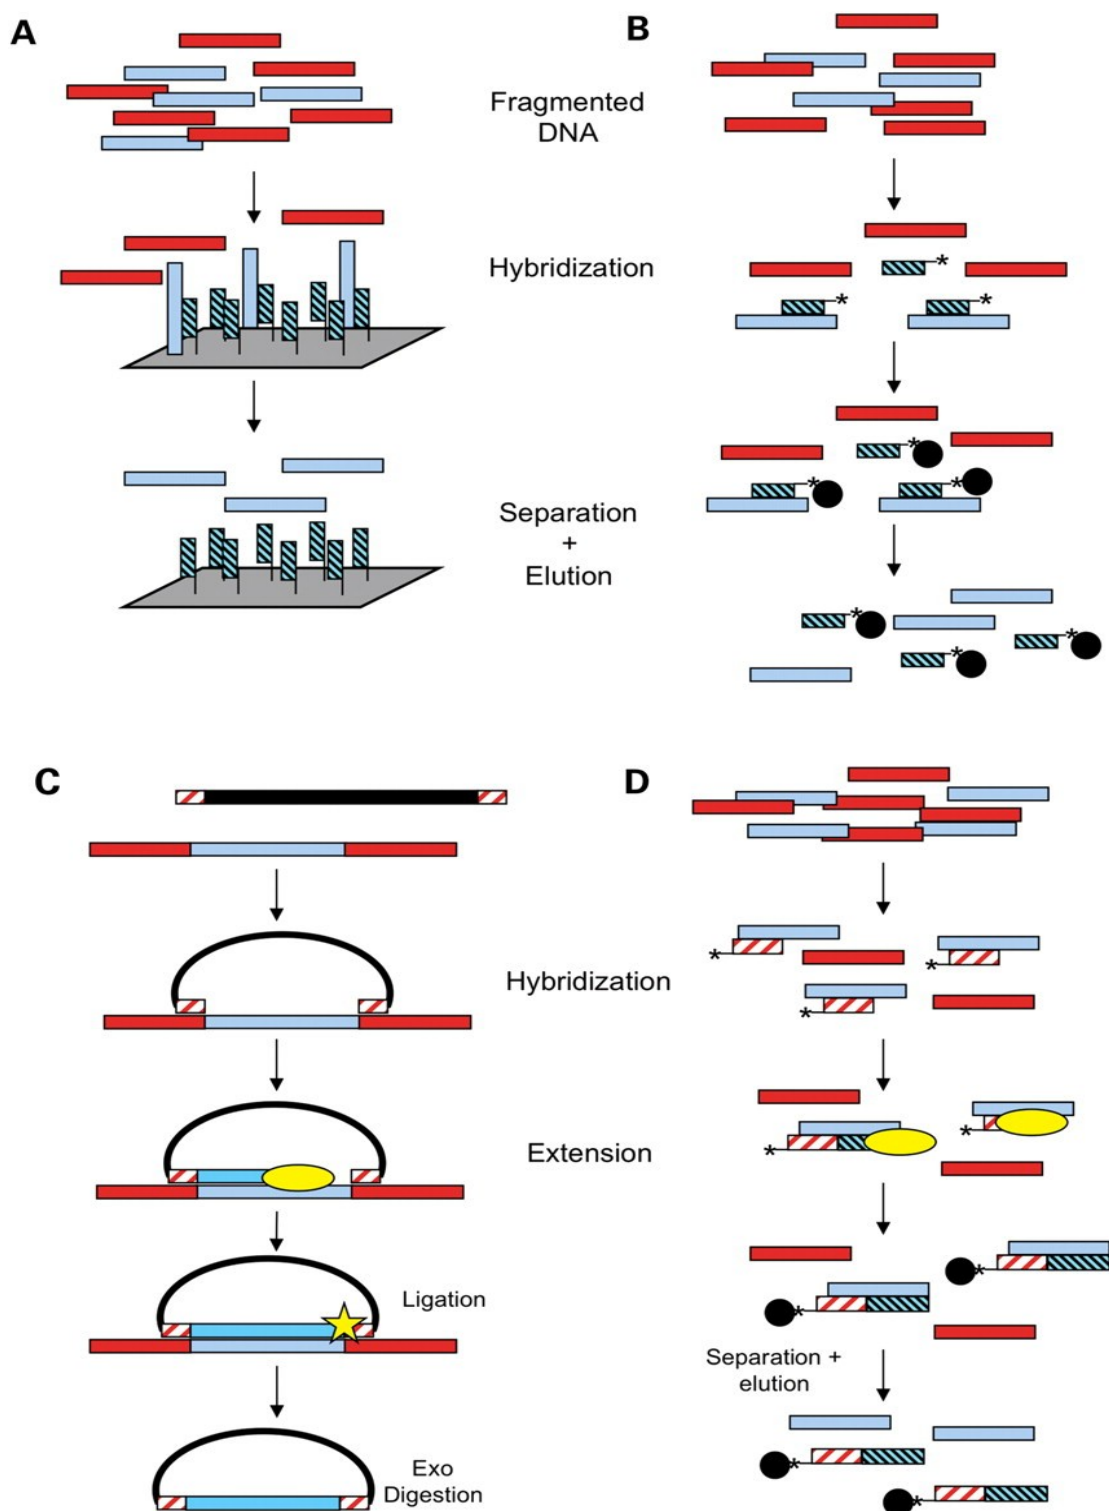 A
B
Fragmented
DNA
Hybridization
Separation
+
Elution
C
D
Hybridization
Extension
Ligation
Separation +
elution
Exo
Digestion